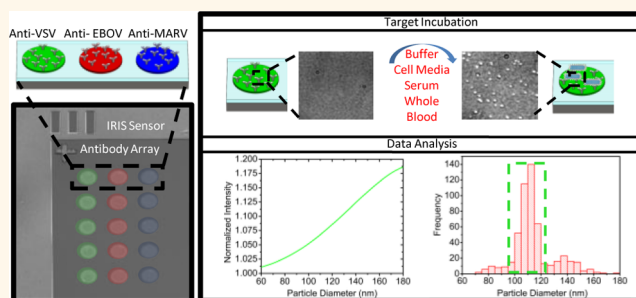 Anti-VSV Anti- EBOV Anti-MARV
IRIS Sensor
Antibody Array
Target Incubation
Buffer
Cell Media
Serum
Whole
Blood
Data Analysis
Normalized Intensity
1.200
1.175
1.150
1.125
1.100
1.075
1.050
1.025
1.000
60 80 100 120 140 160 180
Particle Diameter (nm)
Frequency
140
120
100
80
60
40
20
0
60 80 100 120 140 160 180
Particle Diameter (nm)